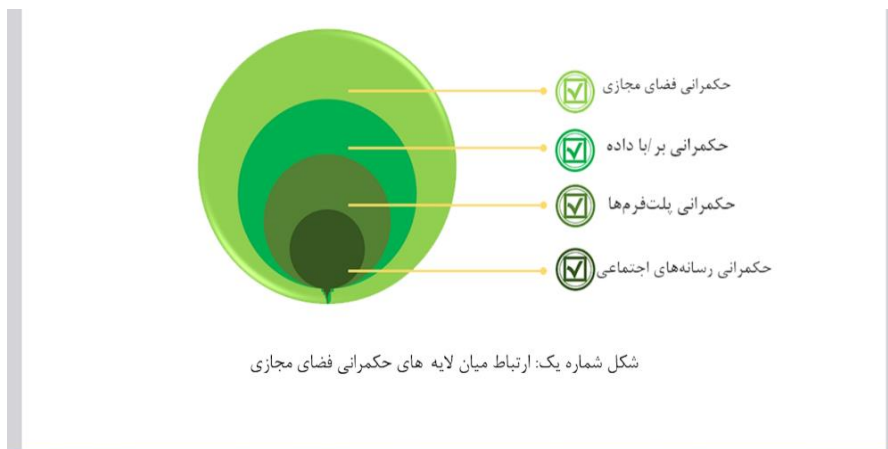 حکمرانی فضای مجازی
حکمرانی بر/با داده
حکمرانی پلت‌فرم‌ها
حکمرانی رسانه‌های اجتماعی
شکل شماره یک: ارتباط میان لایه های حکمرانی فضای مجازی